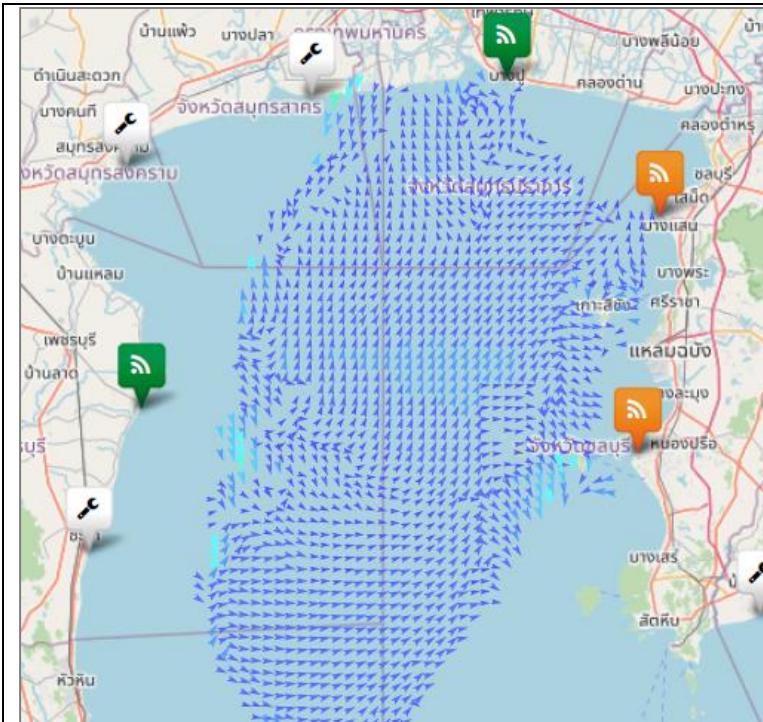 บ้านแพ้ว
บางปลา
กรุงเทพมหานคร
บางพลีน้อย
ดำเนินสะดวก
บางปู
คลองด่าน
บางปะกง
จังหวัดสมุทรสาคร
บางคนที
คลองตำหรุ
จังหวัดสมุทรสงคราม
ชลบุรี
เสม็ด
จังหวัดสมุทรปราการ
บางแสน
บางตะบูน
บ้านแหลม
บางพระ
เกาะสีชัง
ศรีราชา
เพชรบุรี
แหลมฉบัง
บ้านลาด
จังหวัดชลบุรี
หนองปรือ
บางเสร่
สัตหีบ
หัวหิน